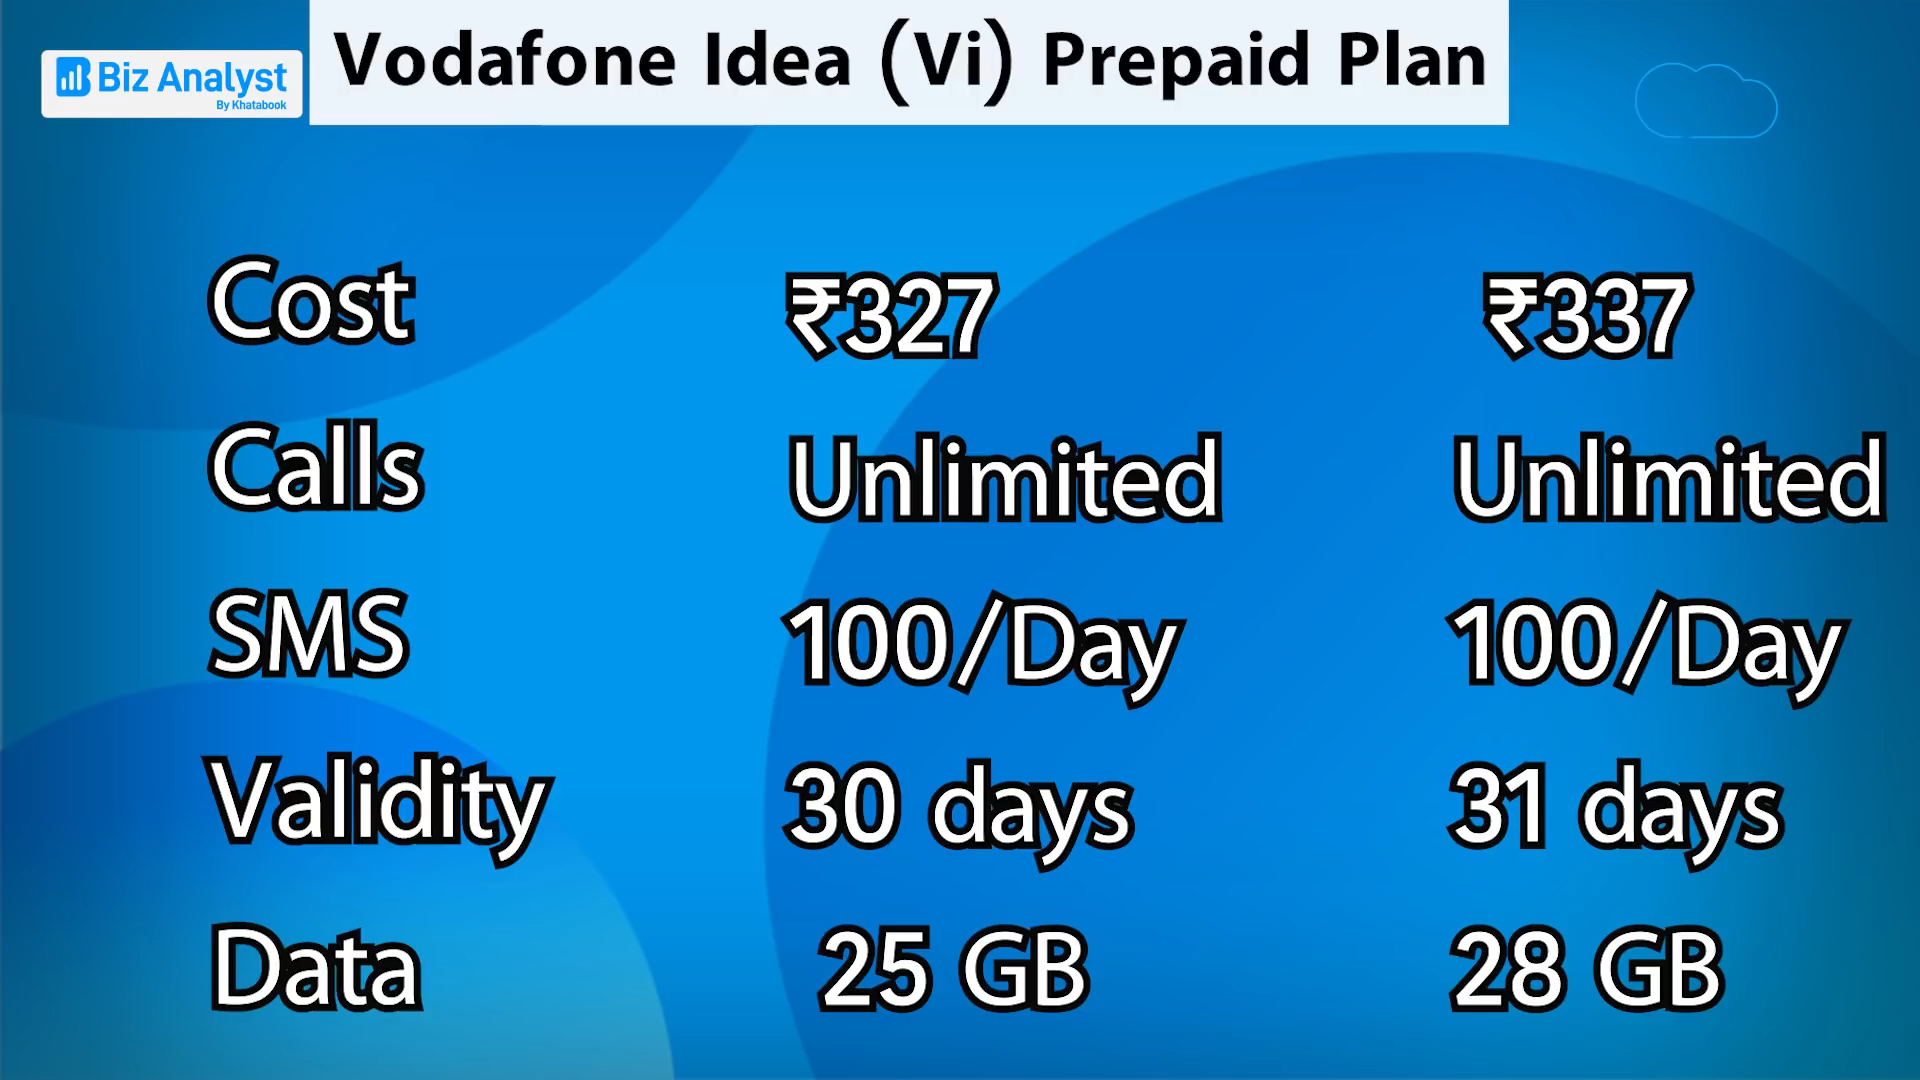 Biz Analyst
By Khatabook
Vodafone Idea (Vi) Prepaid Plan
Cost ₹327 ₹337
Calls Unlimited Unlimited
SMS 100/Day 100/Day
Validity 30 days 31 days
Data 25 GB 28 GB